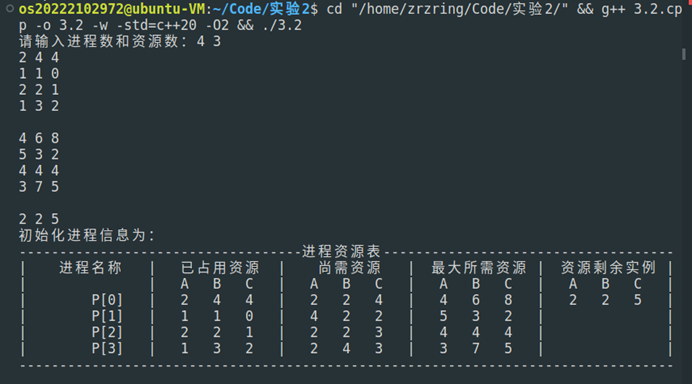 os20222102972@ubuntu-VM:~/Code/实验2$ cd "/home/zrzring/Code/实验2/" && g++ 3.2.cp
p -o 3.2 -w -std=c++20 -O2 && ./3.2
请输入进程数和资源数：4 3
2 4 4
1 1 0
2 2 1
1 3 2

4 6 8
5 3 2
4 4 4
3 7 5

2 2 5
初始化进程信息为：
-----------------------------------进程资源表------------------------------------
|    进程名称    |    已占用资源    |    尚需资源    |    最大所需资源    |    资源剩余实例    |
|                |    A   B   C    |    A   B   C    |    A   B   C    |    A   B   C    |
|        P[0]    |    2   4   4    |    2   2   4    |    4   6   8    |    2   2   5    |
|        P[1]    |    1   1   0    |    4   2   2    |    5   3   2    |                |
|        P[2]    |    2   2   1    |    2   2   3    |    4   4   4    |                |
|        P[3]    |    1   3   2    |    2   4   3    |    3   7   5    |                |
---------------------------------------------------------------------------------